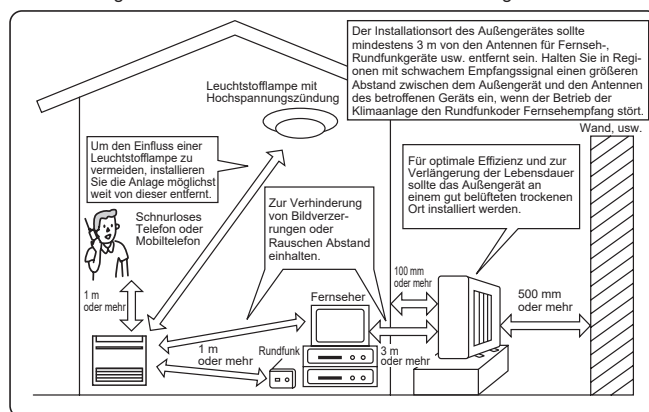 Der Installationsort des Außengerätes sollte
mindestens 3 m von den Antennen für Fernseh-,
Rundfunkgeräte usw. entfernt sein. Halten Sie in Regi-
onen mit schwachem Empfangssignal einen größeren
Abstand zwischen dem Außengerät und den Antennen
des betroffenen Geräts ein, wenn der Betrieb der
Klimaanlage den Rundfunkoder Fernsehempfang stört.
Leuchtstofflampe mit
Hochspannungszündung
Wand, usw.
Um den Einfluss einer
Leuchtstofflampe zu
vermeiden, installieren
Sie die Anlage möglichst
weit von dieser entfernt.
Für optimale Effizienz und zur
Verlängerung der Lebensdauer
sollte das Außengerät an
einem gut belüfteten trockenen
Ort installiert werden.
Zur Verhinderung
von Bildverzer-
rungen oder
Rauschen Abstand
einhalten.
Schnurloses
Telefon oder
Mobiltelefon
100 mm
oder mehr
1 m
oder mehr
Fernseher
500 mm
oder mehr
1 m
oder mehr
Rundfunk
3 m
oder mehr